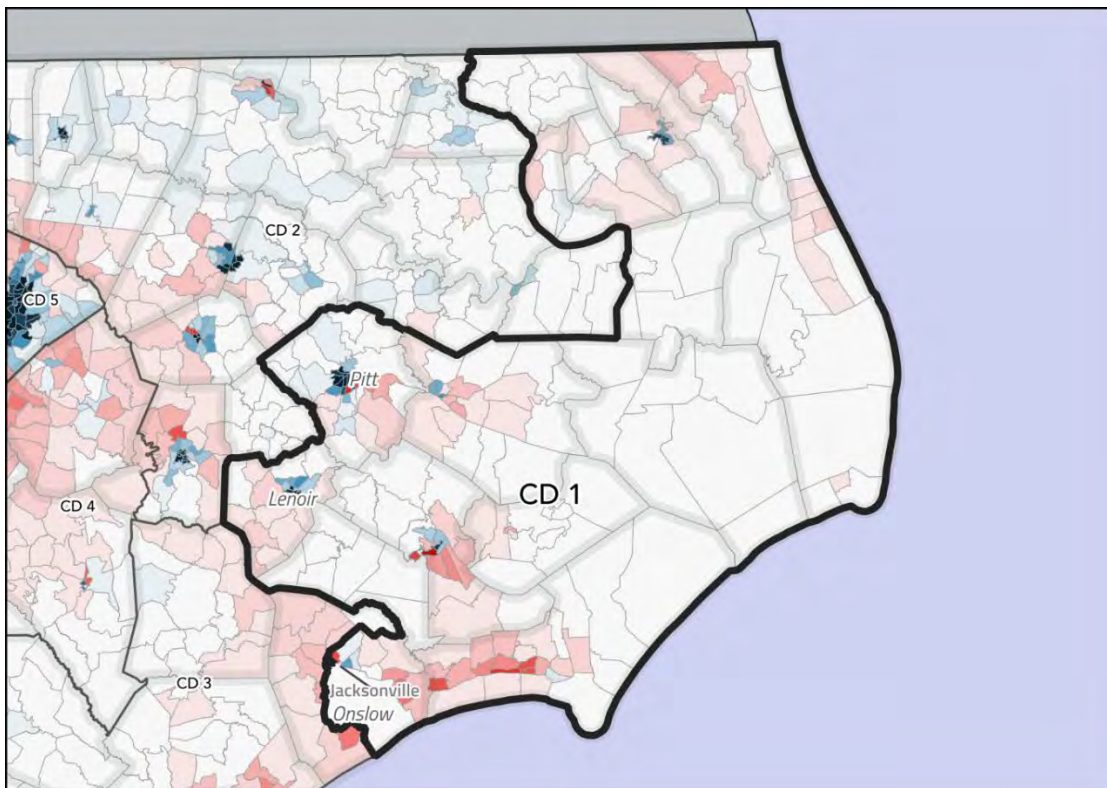 CD 2
CD 5
Pitt
CD 1
Lenoir
CD 4
CD 3
Jacksonville
Onslow